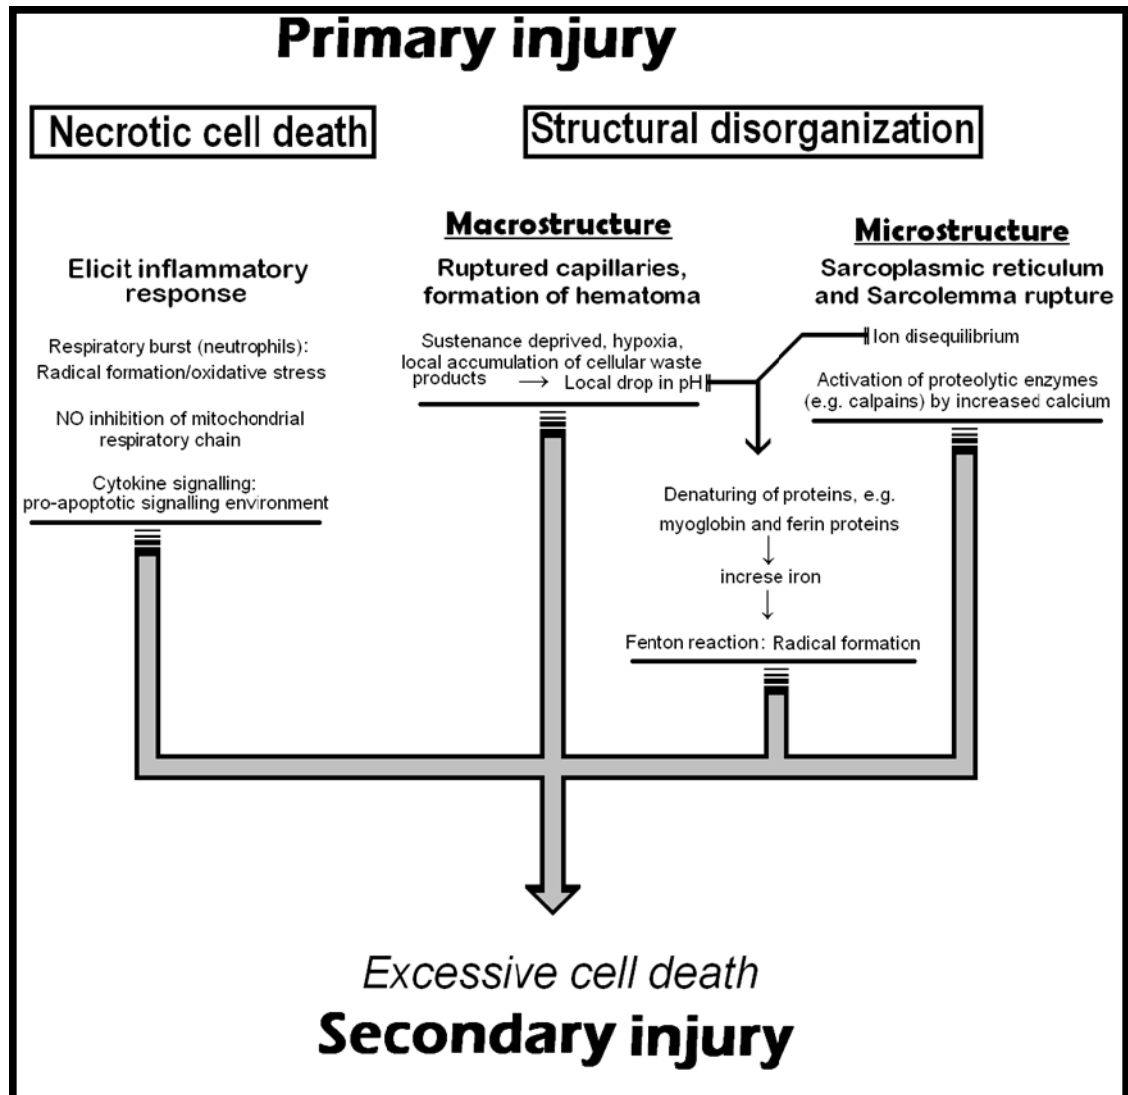 Primary injury
Necrotic cell death
Structural disorganization
Elicit inflammatory
response
Respiratory burst (neutrophils):
Radical formation/oxidative stress
NO inhibition of mitochondrial
respiratory chain
Cytokine signalling:
pro-apoptotic signalling environment
Macrostructure
Ruptured capillaries,
formation of hematoma
Sustenance deprived, hypoxia,
local accumulation of cellular waste
products → Local drop in pH
Microstructure
Sarcoplasmic reticulum
and Sarcolemma rupture
Ion disequilibrium
Activation of proteolytic enzymes
(e.g. calpains) by increased calcium
Denaturing of proteins, e.g.
myoglobin and ferin proteins
↓
increse iron
↓
Fenton reaction: Radical formation
Excessive cell death
Secondary injury